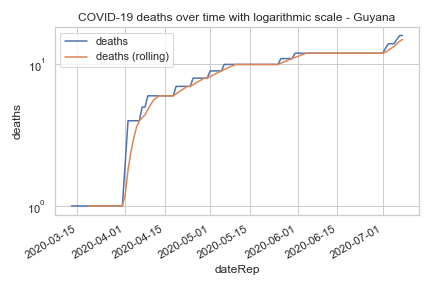 COVID-19 deaths over time with logarithmic scale - Guyana
deaths
deaths (rolling)
10^1
10^0
deaths
2020-03-15
2020-04-01
2020-04-15
2020-05-01
2020-05-15
2020-06-01
2020-06-15
2020-07-01
dateRep